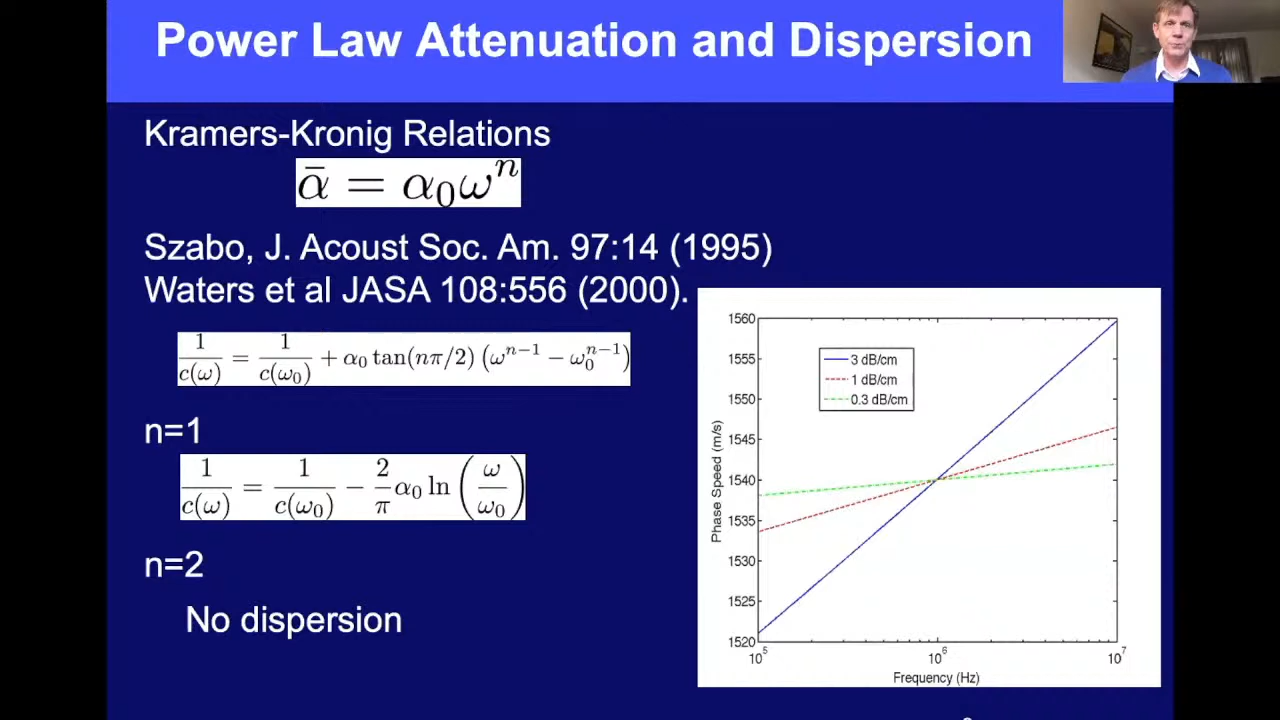 Power Law Attenuation and Dispersion
Kramers-Kronig Relations
ᾱ = α₀ωⁿ
Szabo, J. Acoust Soc. Am. 97:14 (1995)
Waters et al JASA 108:556 (2000).
1/c(ω) = 1/c(ω₀) + α₀ tan(nπ/2) (ωⁿ⁻¹ − ω₀ⁿ⁻¹)
n=1
1/c(ω) = 1/c(ω₀) − 2/π α₀ ln (ω/ω₀)
n=2
No dispersion
1560
1555
1550
1545
1540
1535
1530
1525
1520
Phase Speed (m/s)
3 dB/cm
1 dB/cm
0.3 dB/cm
10⁵ 10⁶ 10⁷
Frequency (Hz)